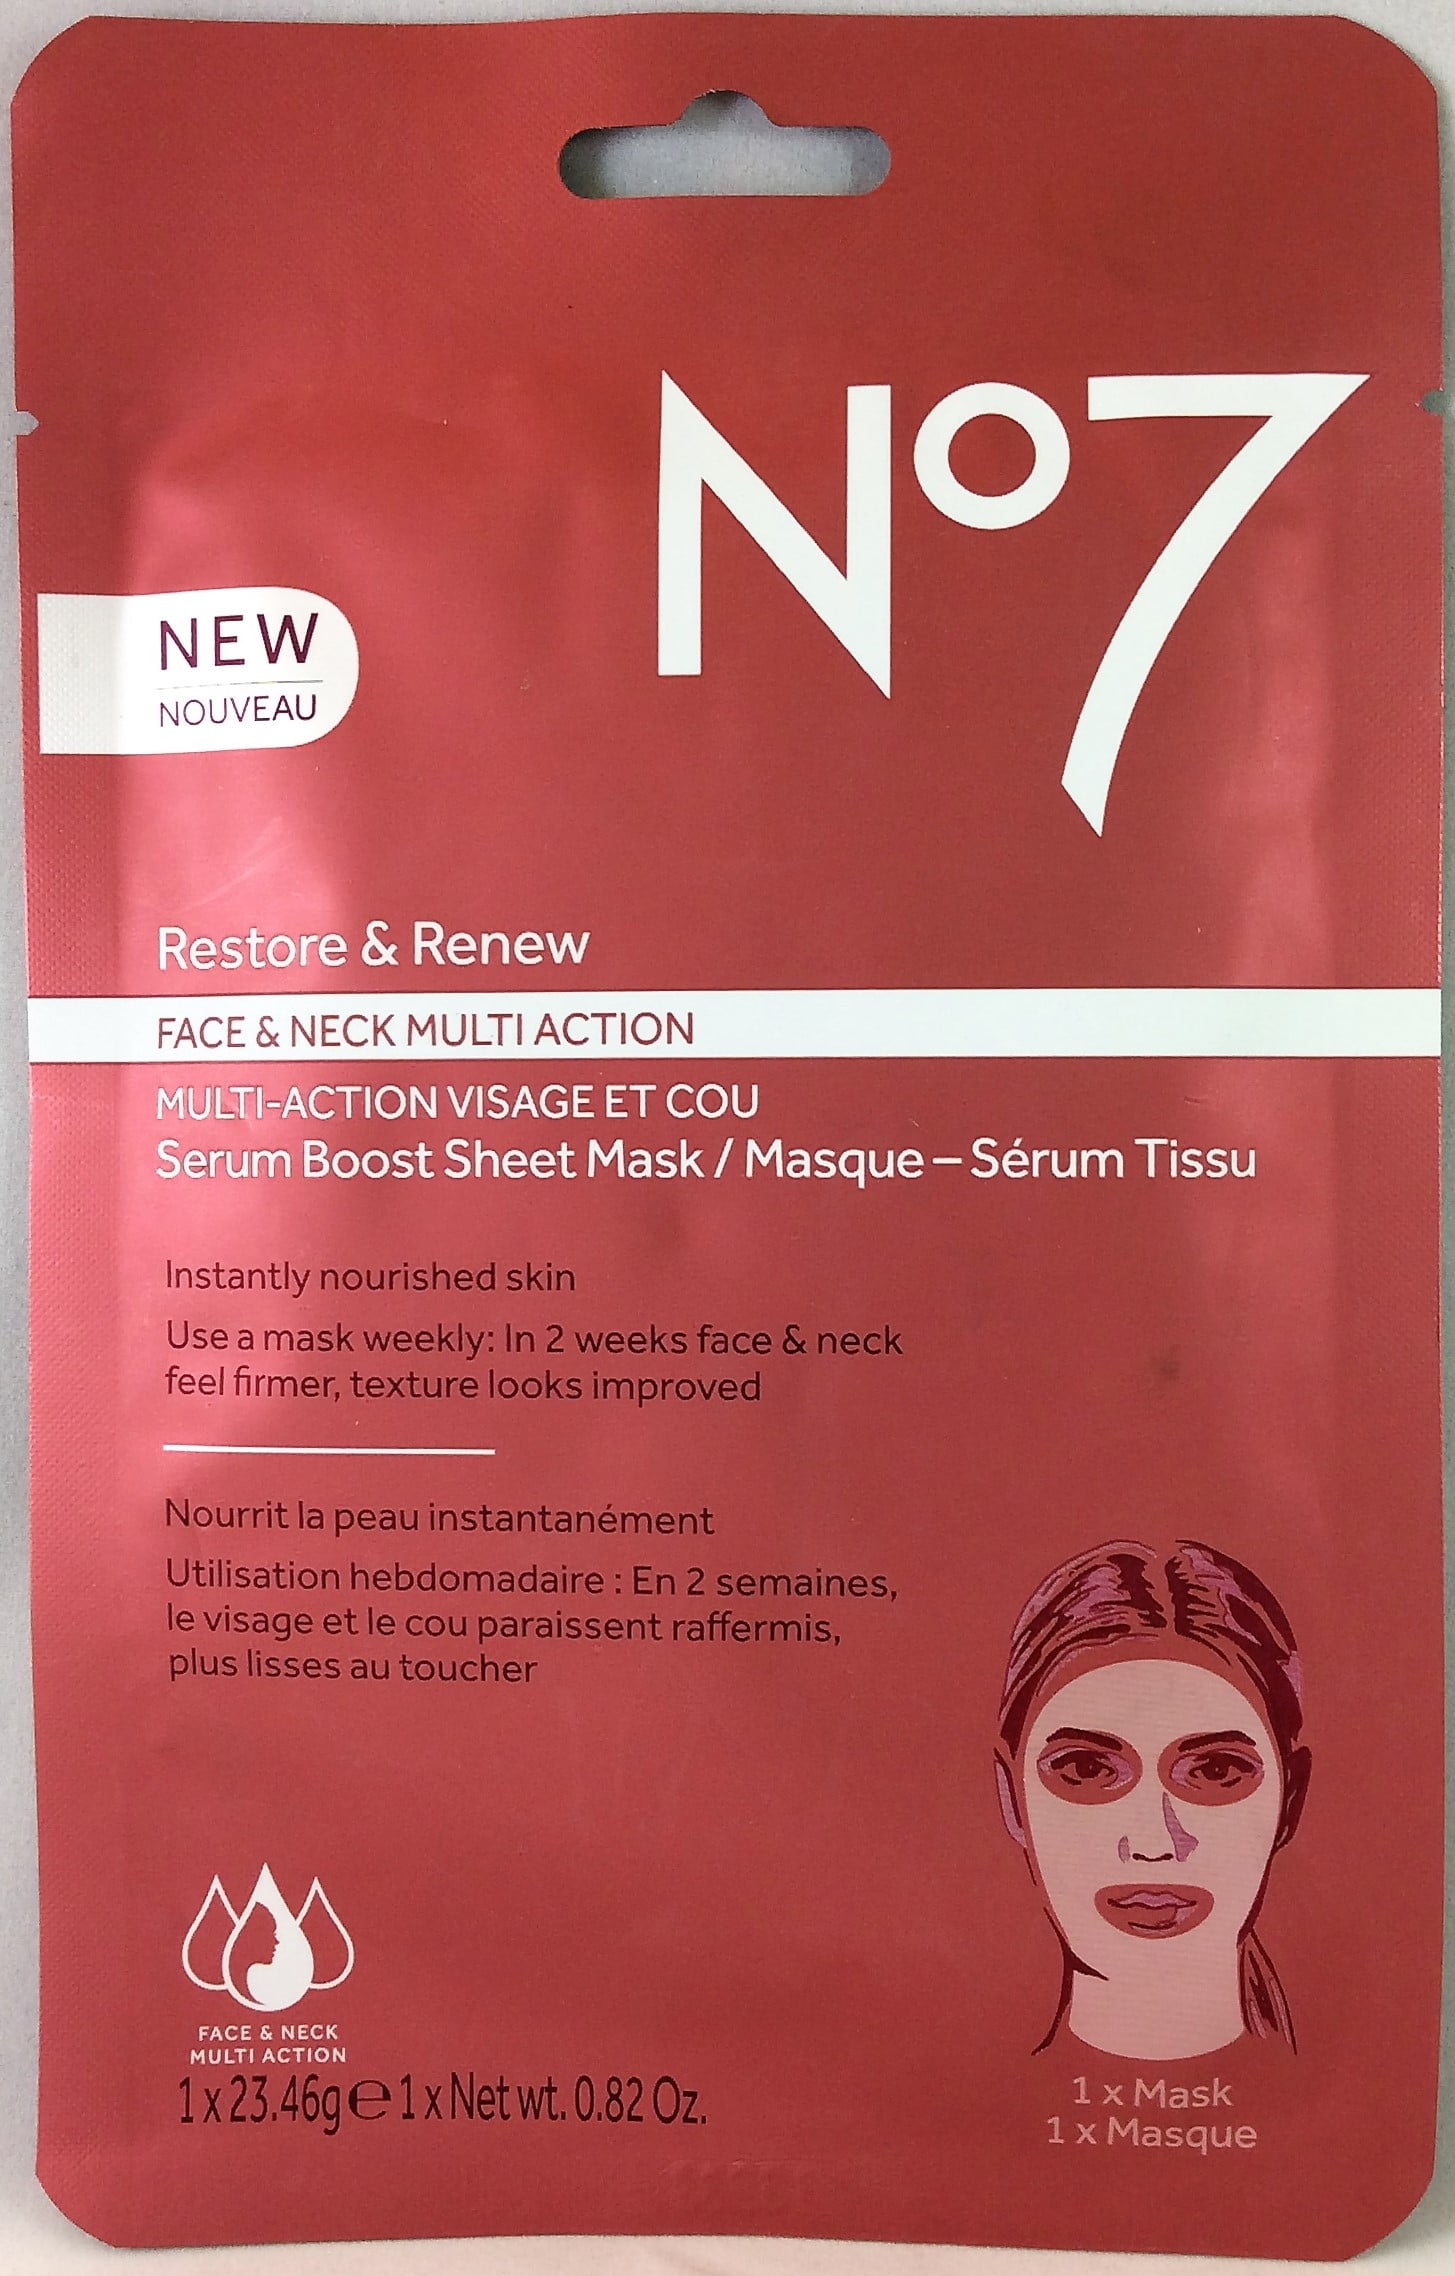 Nº7
NEW
NOUVEAU
Restore & Renew
FACE & NECK MULTI ACTION
MULTI-ACTION VISAGE ET COU
Serum Boost Sheet Mask / Masque – Sérum Tissu
Instantly nourished skin
Use a mask weekly: In 2 weeks face & neck
feel firmer, texture looks improved
Nourrit la peau instantanément
Utilisation hebdomadaire : En 2 semaines,
le visage et le cou paraissent raffermis,
plus lisses au toucher
FACE & NECK
MULTI ACTION
1 x 23.46g ℮ 1 x Net wt. 0.82 Oz.
1 x Mask
1 x Masque